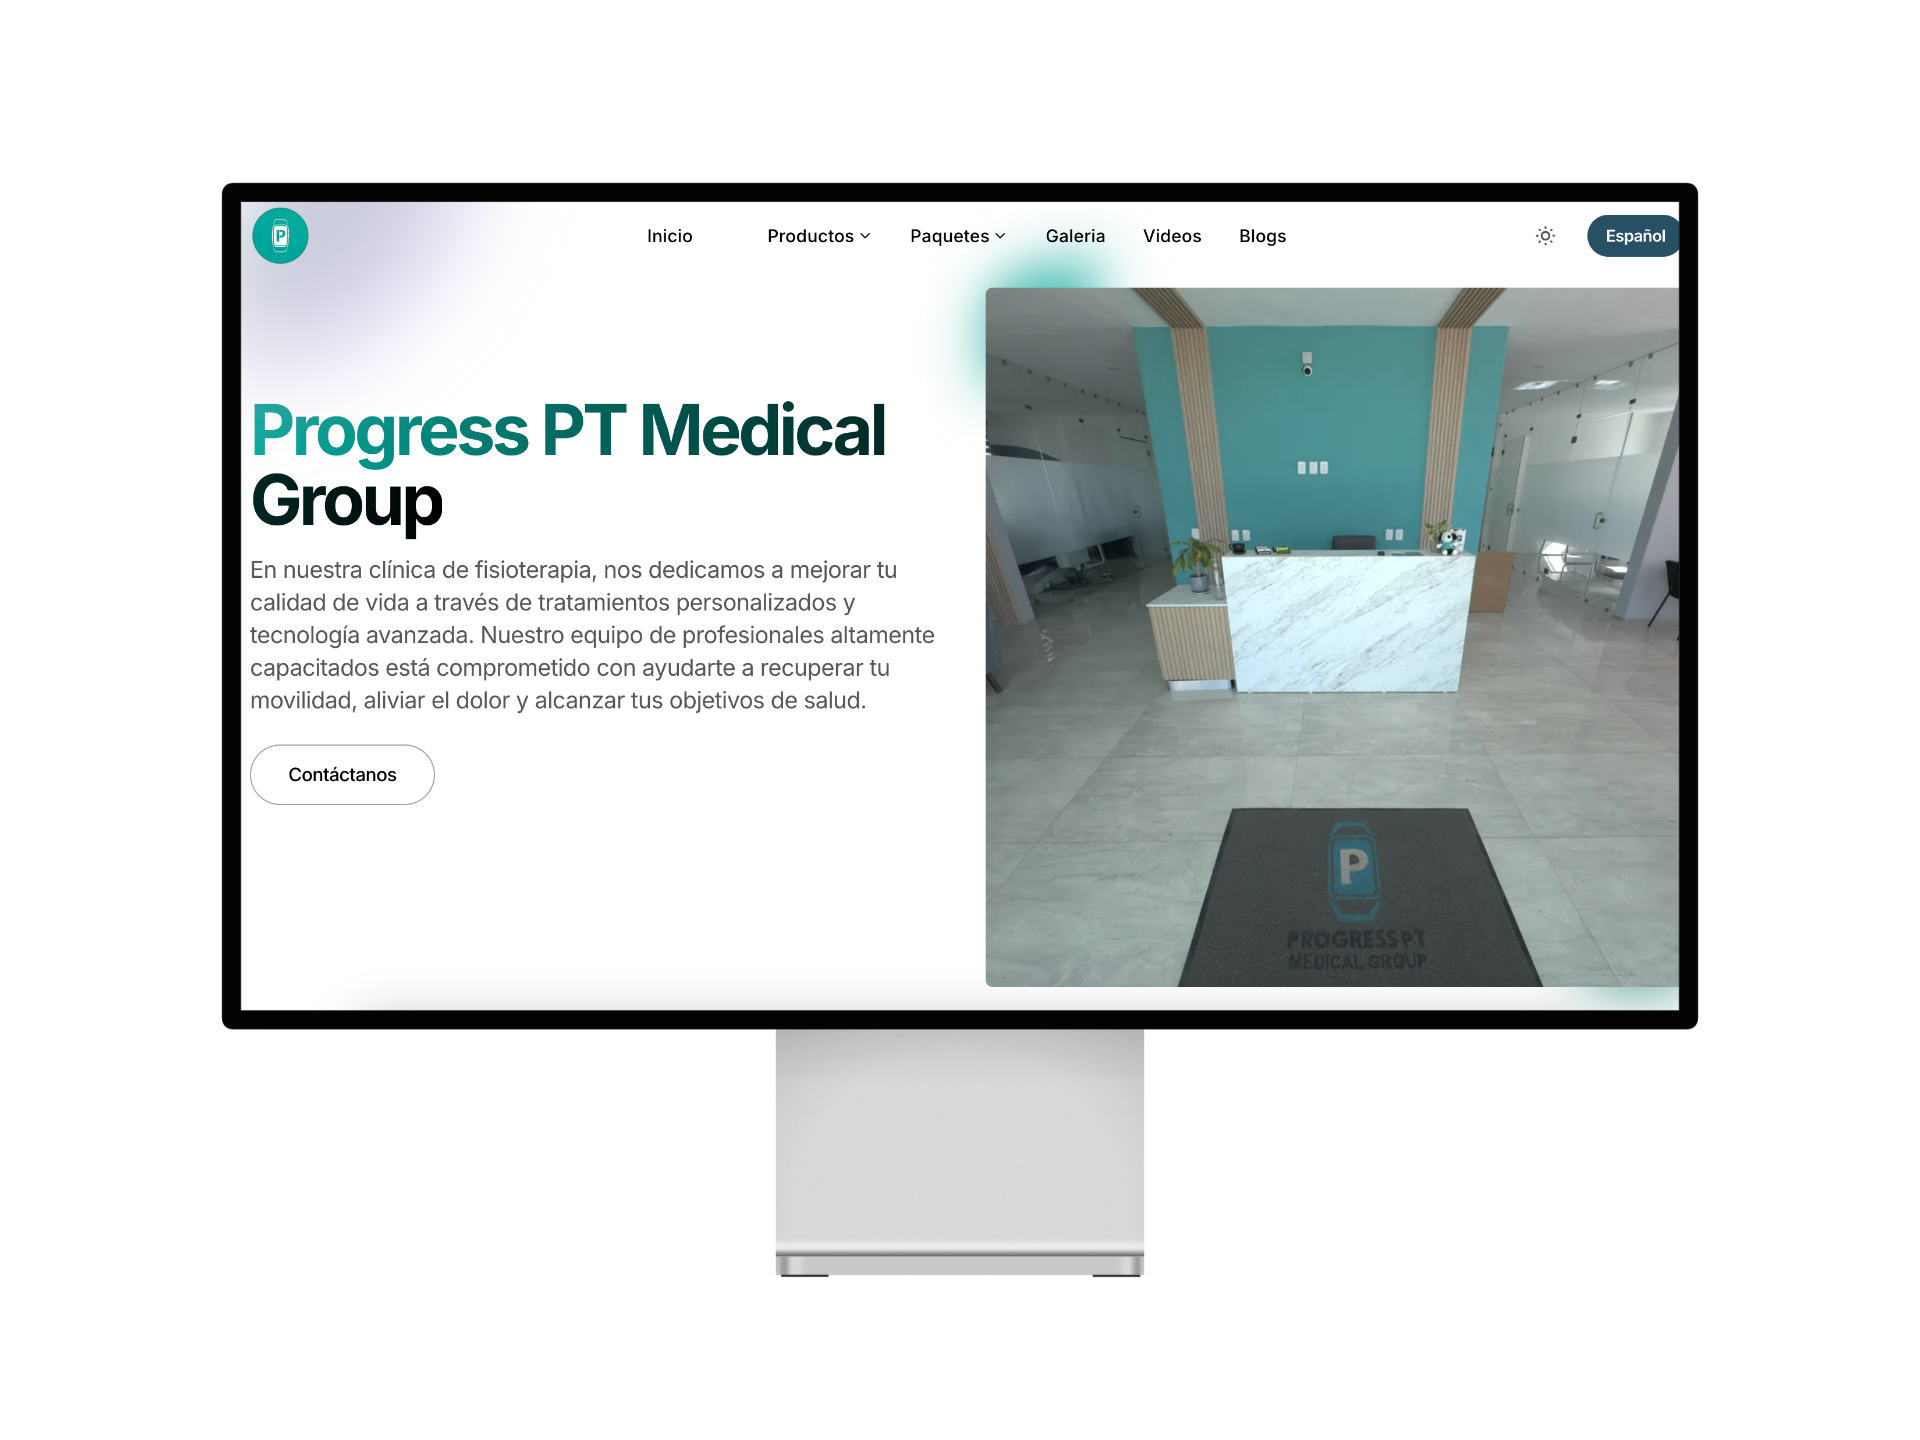 P
Inicio
Productos
Paquetes
Galeria
Videos
Blogs
Español
Progress PT Medical
Group
En nuestra clínica de fisioterapia, nos dedicamos a mejorar tu
calidad de vida a través de tratamientos personalizados y
tecnología avanzada. Nuestro equipo de profesionales altamente
capacitados está comprometido con ayudarte a recuperar tu
movilidad, aliviar el dolor y alcanzar tus objetivos de salud.
Contáctanos
P
PROGRESS PT
MEDICAL GROUP